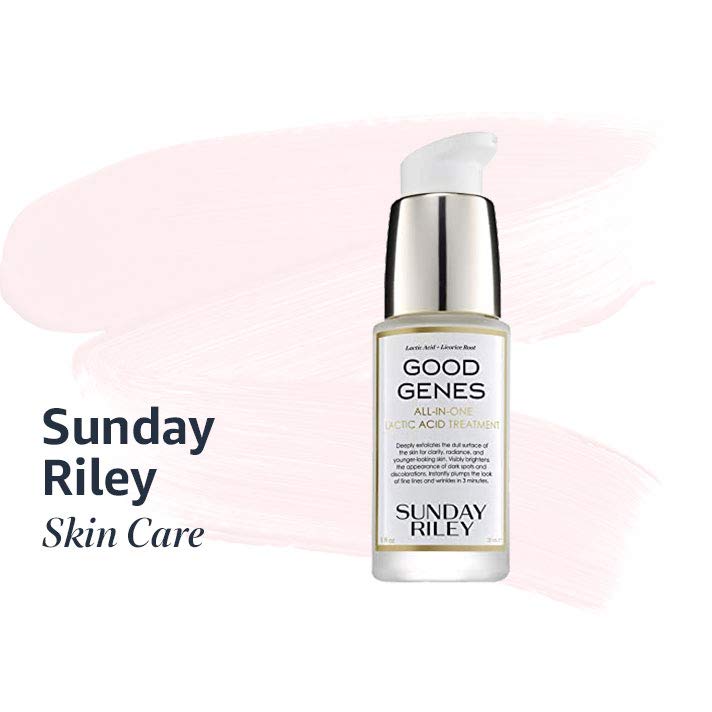 Lactic Acid + Licorice Root
GOOD
GENES
ALL-IN-ONE
LACTIC ACID TREATMENT
Deeply exfoliates the dull surface of
the skin for clarity, radiance, and
younger-looking skin. Visibly brightens
the appearance of dark spots and
discolorations. Instantly plumps the look
of fine lines and wrinkles in 3 minutes.
SUNDAY
RILEY
Sunday
Riley
Skin Care